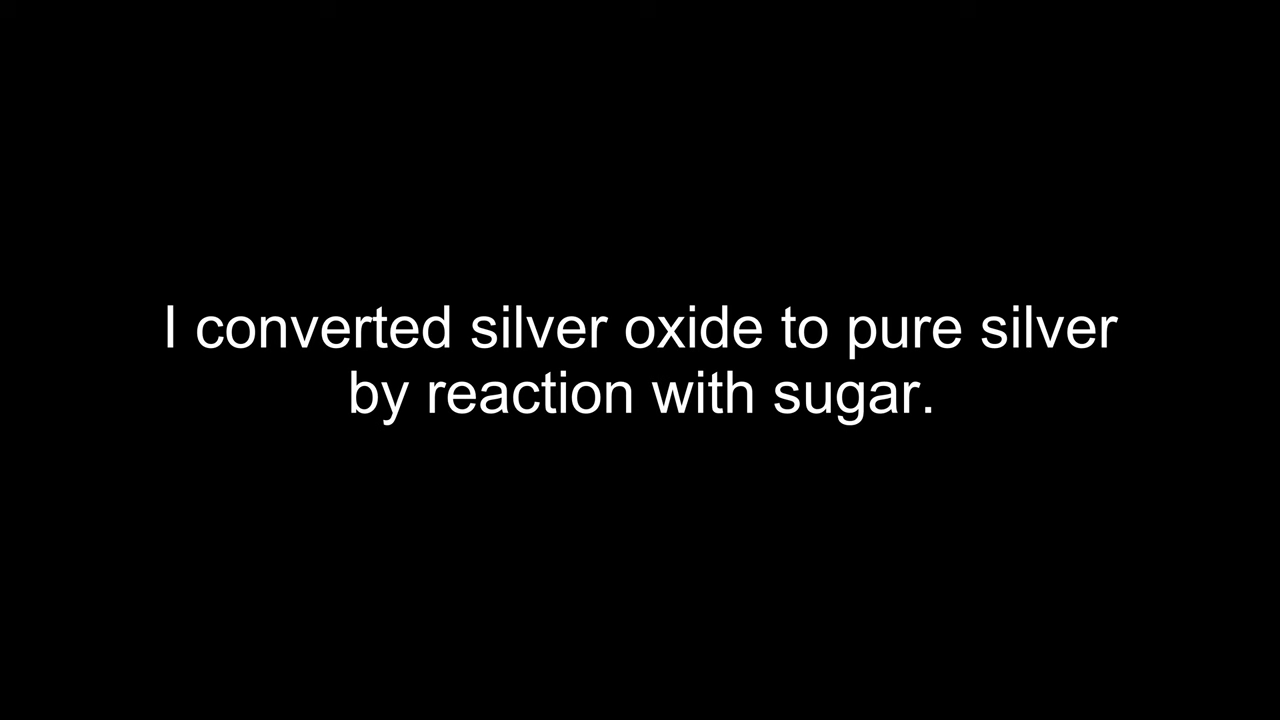 I converted silver oxide to pure silver
by reaction with sugar.